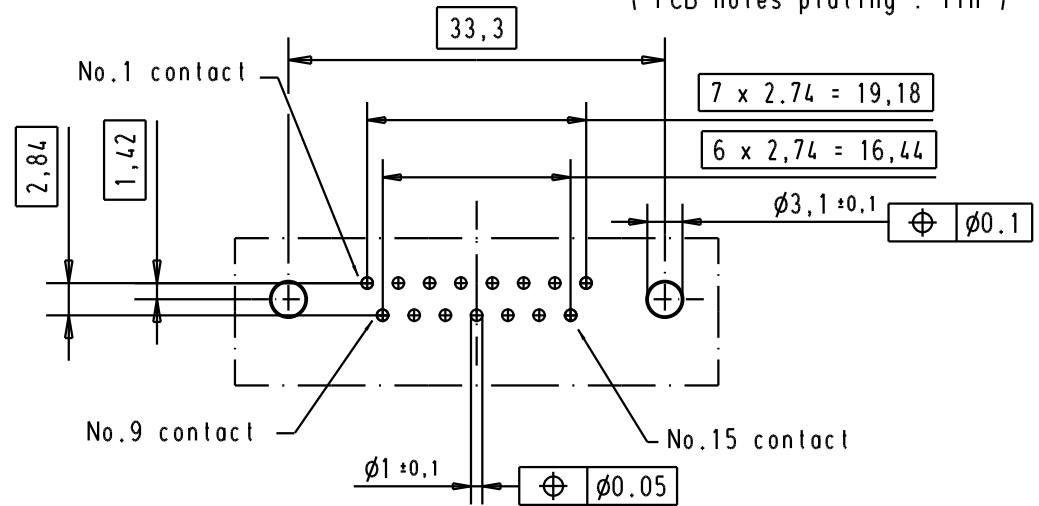 ( PCB holes plating : Tin )
33,3
No.1 contact
7 x 2.74 = 19,18
2,84
1,42
6 x 2,74 = 16,44
ø3,1 ±0,1
⌖ ø0.1
No.9 contact
No.15 contact
ø1 ±0,1
⌖ ø0.05